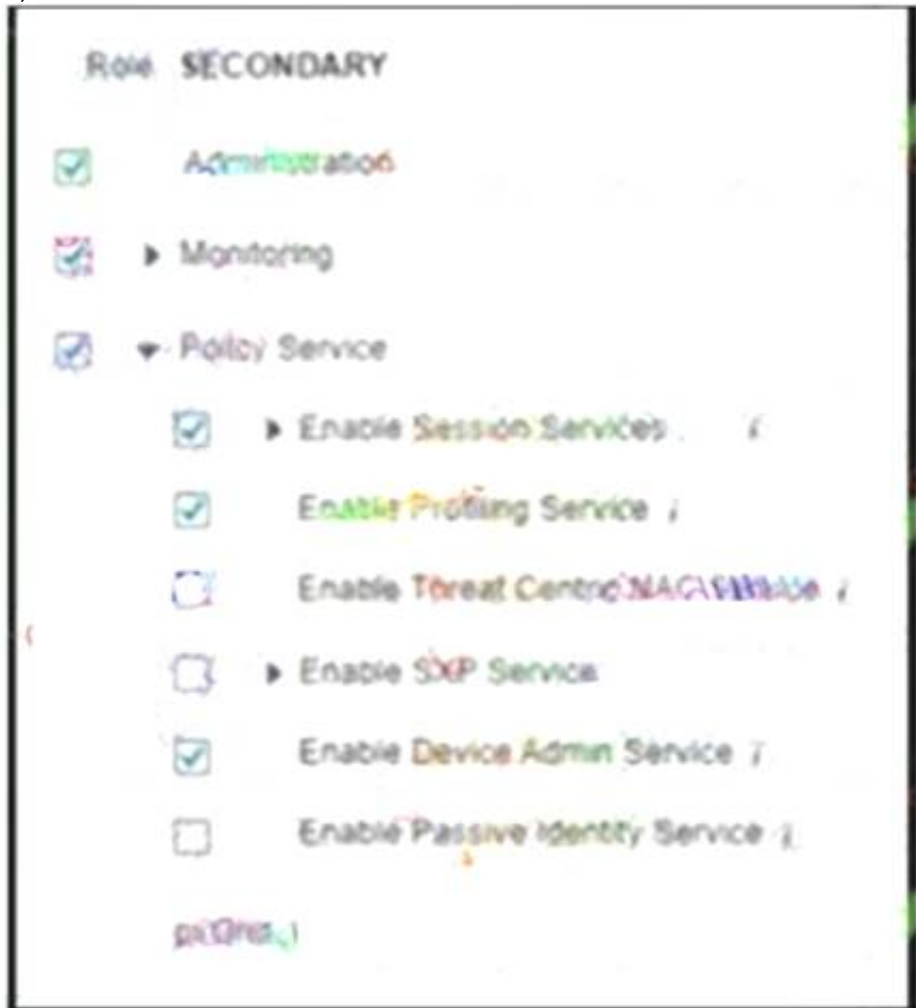 Role SECONDARY
Administration
Monitoring
Policy Service
Enable Session Services i
Enable Profiling Service i
Enable Threat Centric NAC i
Enable SXP Service
Enable Device Admin Service i
Enable Passive Identity Service i